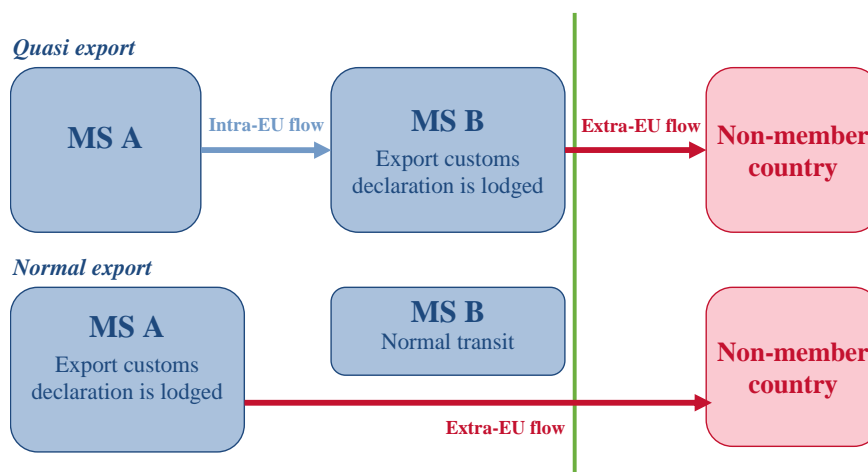 Quasi export
MS A
Intra-EU flow
MS B
Export customs
declaration is lodged
Extra-EU flow
Non-member
country
Normal export
MS A
Export customs
declaration is lodged
MS B
Normal transit
Non-member
country
Extra-EU flow